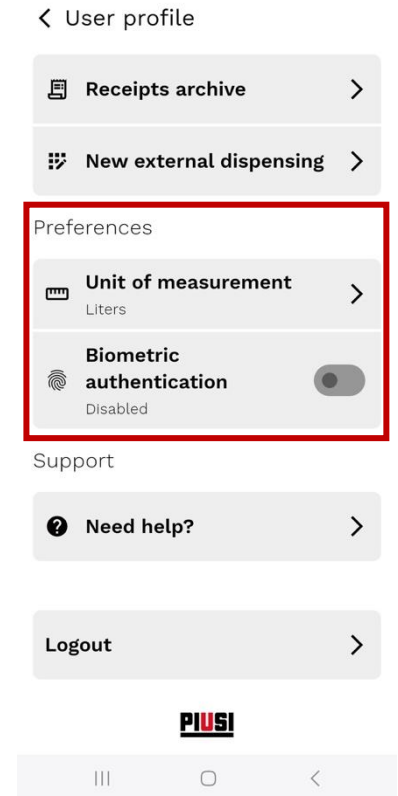 User profile
Receipts archive
New external dispensing
Preferences
Unit of measurement
Liters
Biometric
authentication
Disabled
Support
Need help?
Logout
PIUSI